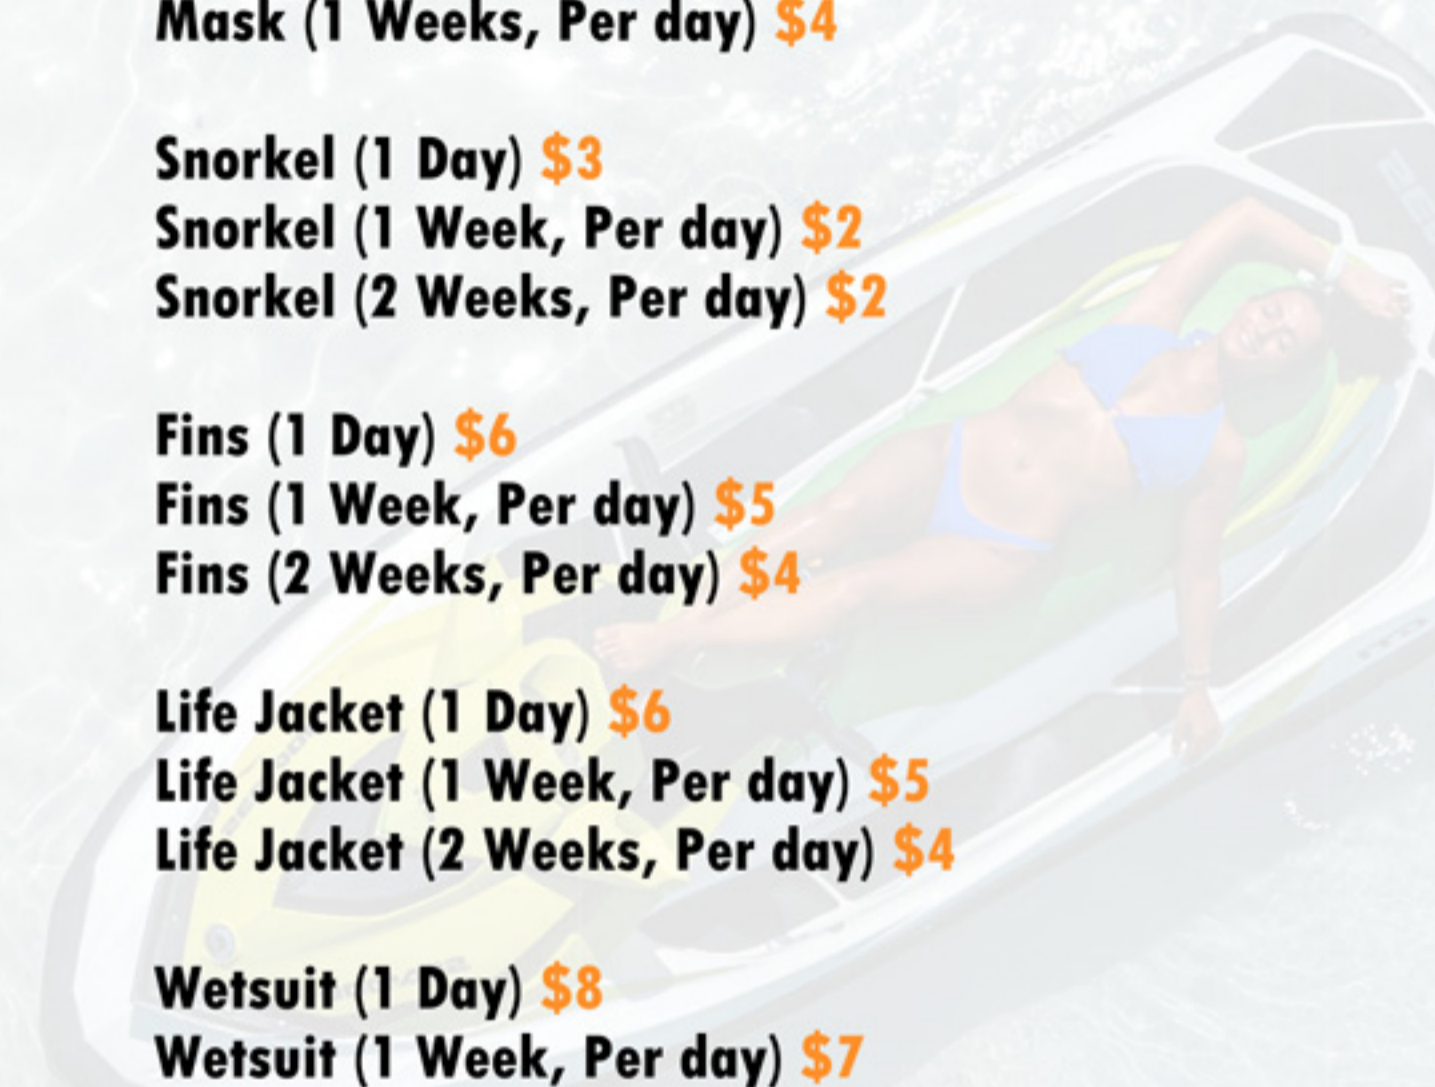 Mask (1 Weeks, Per day) $4
Snorkel (1 Day) $3
Snorkel (1 Week, Per day) $2
Snorkel (2 Weeks, Per day) $2
Fins (1 Day) $6
Fins (1 Week, Per day) $5
Fins (2 Weeks, Per day) $4
Life Jacket (1 Day) $6
Life Jacket (1 Week, Per day) $5
Life Jacket (2 Weeks, Per day) $4
Wetsuit (1 Day) $8
Wetsuit (1 Week, Per day) $7